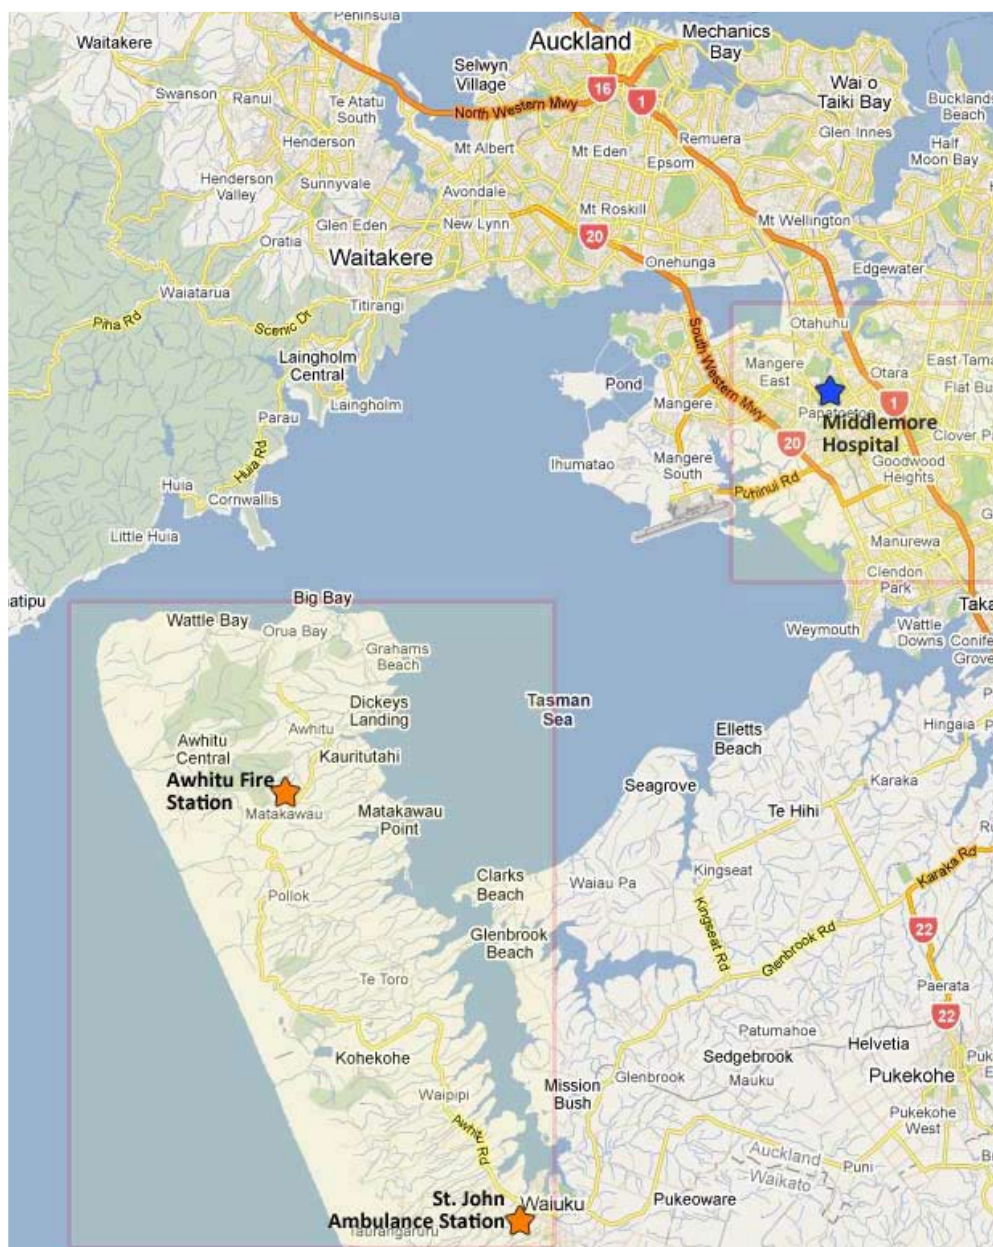 Peninsula
Waitakere
Auckland
Mechanics
Bay
Selwyn
Village
16
1
Wai o
Taiki Bay
Swanson
Ranui
Te Atatu
South
North Western Mwy
Bucklands
Beach
Henderson
Mt Albert
Mt Eden
Remuera
Epsom
Glen Innes
Half
Moon Bay
Henderson
Valley
Sunnyvale
Avondale
Glen Eden
New Lynn
Mt Roskill
Mt Wellington
20
Oratia
Waitakere
Onehunga
Edgewater
Waiatarua
Titirangi
Piha Rd
Scenic Dr
South Western Mwy
Otahuhu
Laingholm
Central
Laingholm
Pond
Mangere
East
Otara
East Tama
Flat Bu
Parau
Mangere
Papatoetoe
1
Middlemore
Hospital
20
Clover Pa
Huia Rd
Ihumatao
Mangere
South
Goodwood
Heights
Puhinui Rd
Huia
Cornwallis
Little Huia
Manurewa
Clendon
Park
atipu
Big Bay
Taka
Wattle Bay
Orua Bay
Weymouth
Wattle
Downs
Conife
Grove
Grahams
Beach
Dickeys
Landing
Tasman
Sea
Awhitu
Elletts
Beach
Hingaia
Awhitu
Central
Kauritutahi
Awhitu Fire
Station
Seagrove
Karaka
Matakawau
Matakawau
Point
Te Hihi
Karaka Rd
Clarks
Beach
Waiau Pa
Kingseat
Pollok
Kingseat Rd
Glenbrook Rd
22
Glenbrook
Beach
Te Toro
Paerata
22
Patumahoe
Helvetia
Kohekohe
Sedgebrook
Mauku
Glenbrook
Pukekohe
Mission
Bush
Waipipi
Pukekohe
West
Awhitu Rd
Auckland
Waikato
Puni
St. John
Ambulance Station
Waiuku
Pukeoware
Taurangaruru